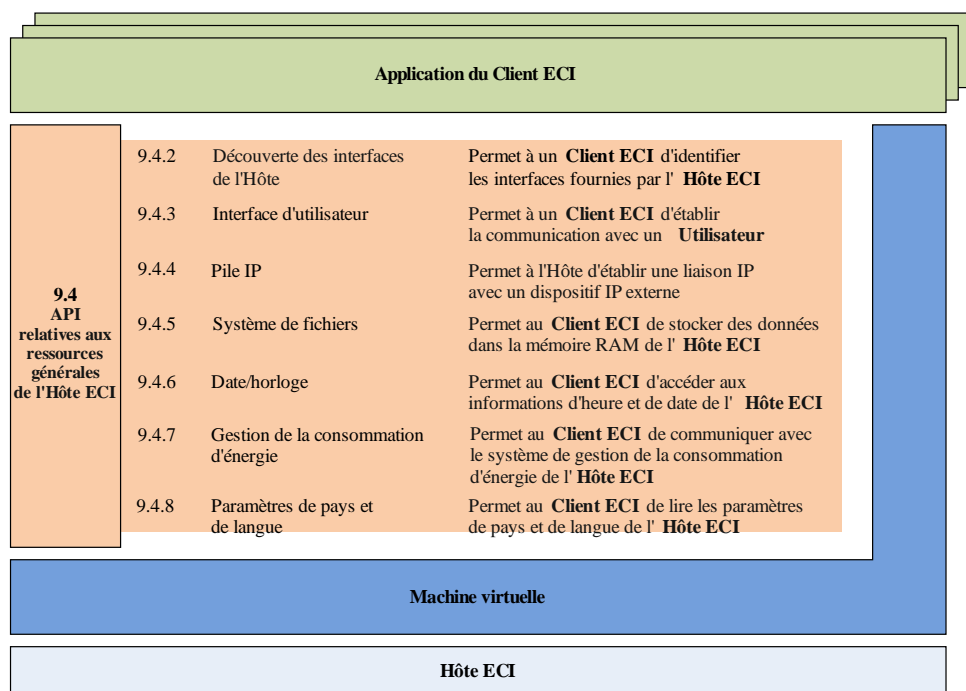 Application du Client ECI
9.4
API
relatives aux
ressources
générales
de l'Hôte ECI
9.4.2 Découverte des interfaces Permet à un Client ECI d'identifier
de l'Hôte les interfaces fournies par l' Hôte ECI
9.4.3 Interface d'utilisateur Permet à un Client ECI d'établir
la communication avec un Utilisateur
9.4.4 Pile IP Permet à l'Hôte d'établir une liaison IP
avec un dispositif IP externe
9.4.5 Système de fichiers Permet au Client ECI de stocker des données
dans la mémoire RAM de l' Hôte ECI
9.4.6 Date/horloge Permet au Client ECI d'accéder aux
informations d'heure et de date de l' Hôte ECI
9.4.7 Gestion de la consommation Permet au Client ECI de communiquer avec
d'énergie le système de gestion de la consommation
d'énergie de l' Hôte ECI
9.4.8 Paramètres de pays et Permet au Client ECI de lire les paramètres
de langue de pays et de langue de l' Hôte ECI
Machine virtuelle
Hôte ECI